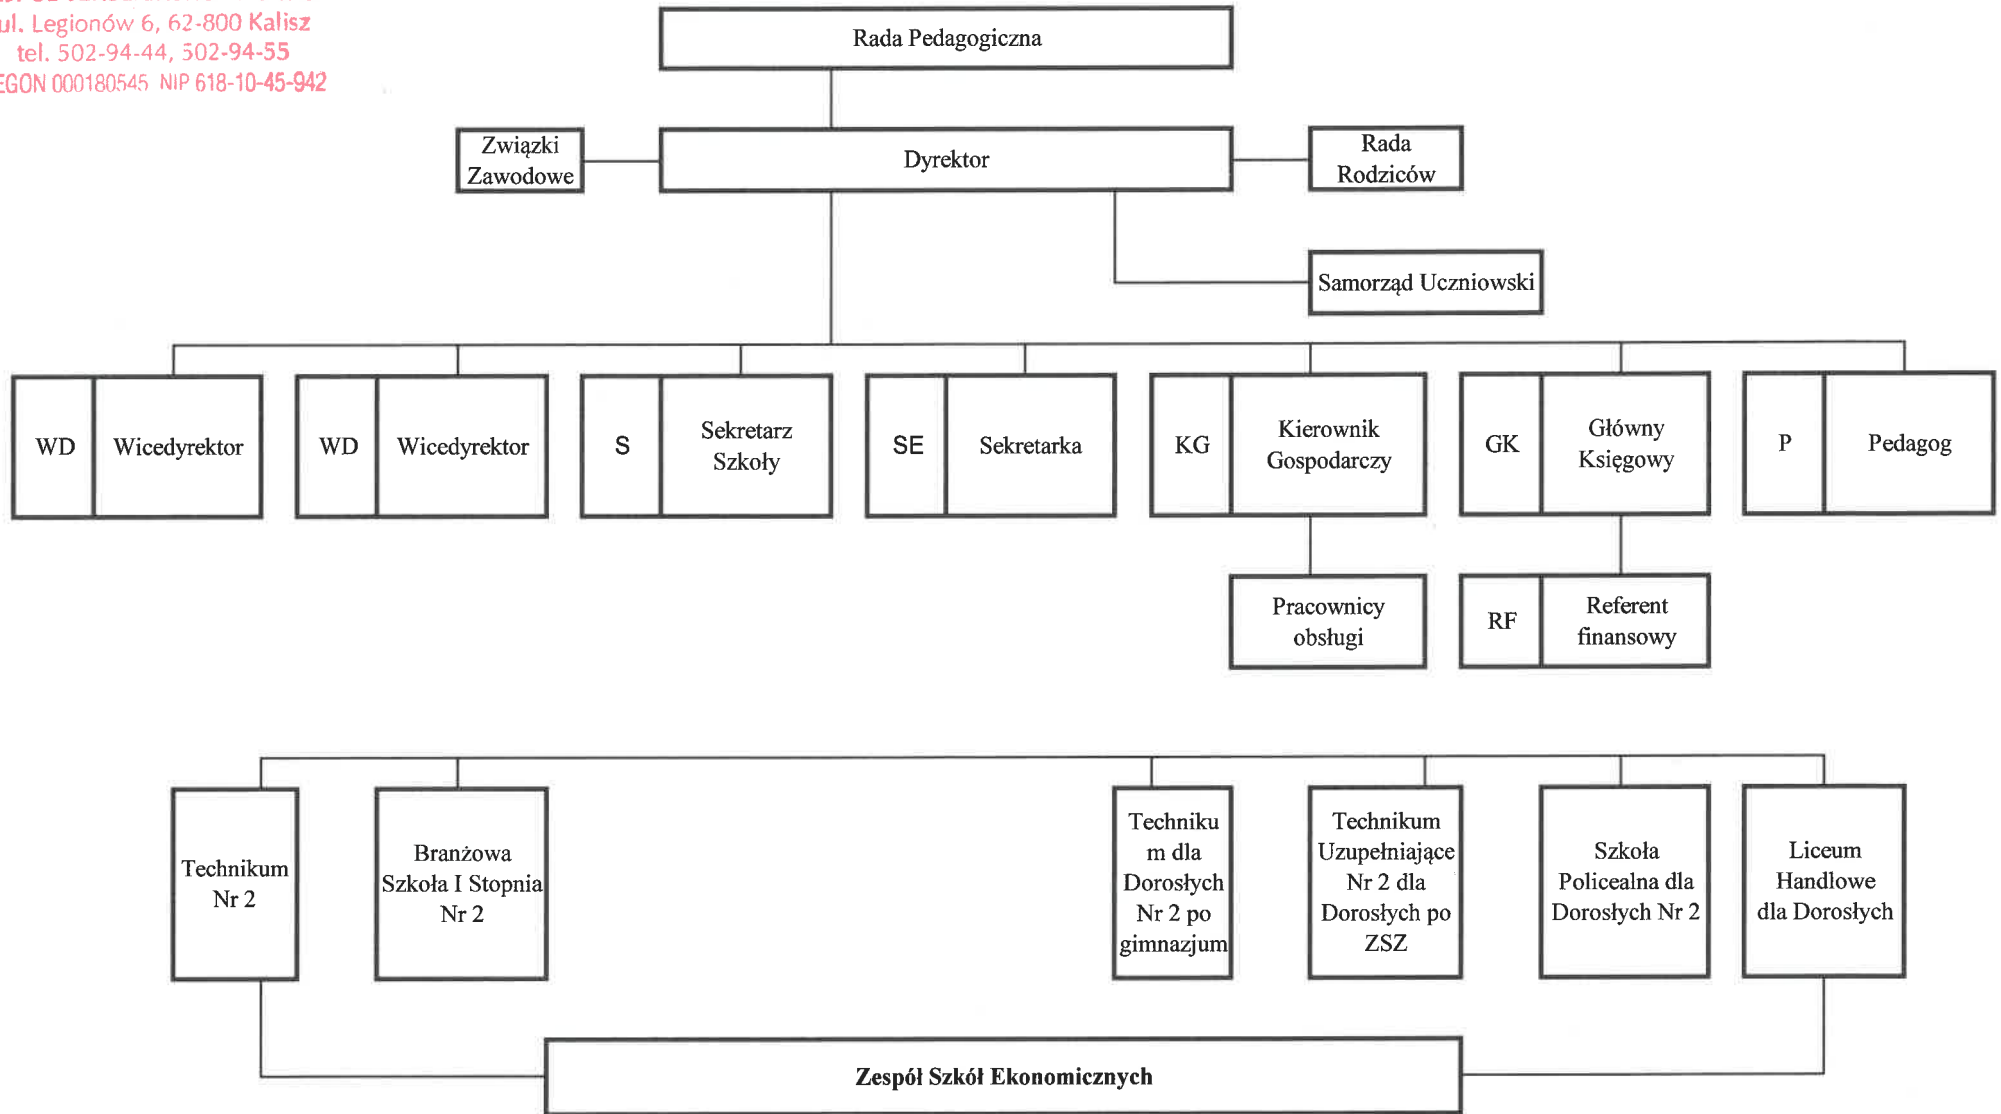 ul. Legionów 6, 62-800 Kalisz
tel. 502-94-44, 502-94-55
EGON 000180545 NIP 618-10-45-942
Rada Pedagogiczna
Związki
Zawodowe
Dyrektor
Rada
Rodziców
Samorząd Uczniowski
WD
Wicedyrektor
WD
Wicedyrektor
S
Sekretarz
Szkoły
SE
Sekretarka
KG
Kierownik
Gospodarczy
GK
Główny
Księgowy
P
Pedagog
Pracownicy
obsługi
RF
Referent
finansowy
Technikum
Nr 2
Branżowa
Szkoła I Stopnia
Nr 2
Techniku
m dla
Dorosłych
Nr 2 po
gimnazjum
Technikum
Uzupełniające
Nr 2 dla
Dorosłych po
ZSZ
Szkoła
Policealna dla
Dorosłych Nr 2
Liceum
Handlowe
dla Dorosłych
Zespół Szkół Ekonomicznych